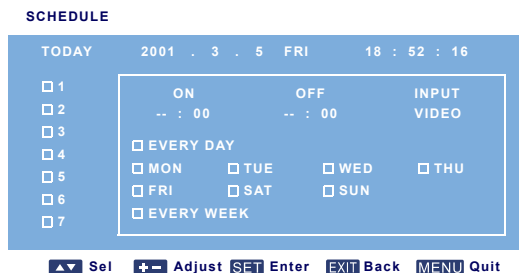 SCHEDULE
TODAY 2001 . 3 . 5 FRI 18 : 52 : 16
1
2
3
4
5
6
7
ON OFF INPUT
-- : 00 -- : 00 VIDEO
EVERY DAY
MON TUE WED THU
FRI SAT SUN
EVERY WEEK
Sel Adjust SET Enter EXIT Back MENU Quit